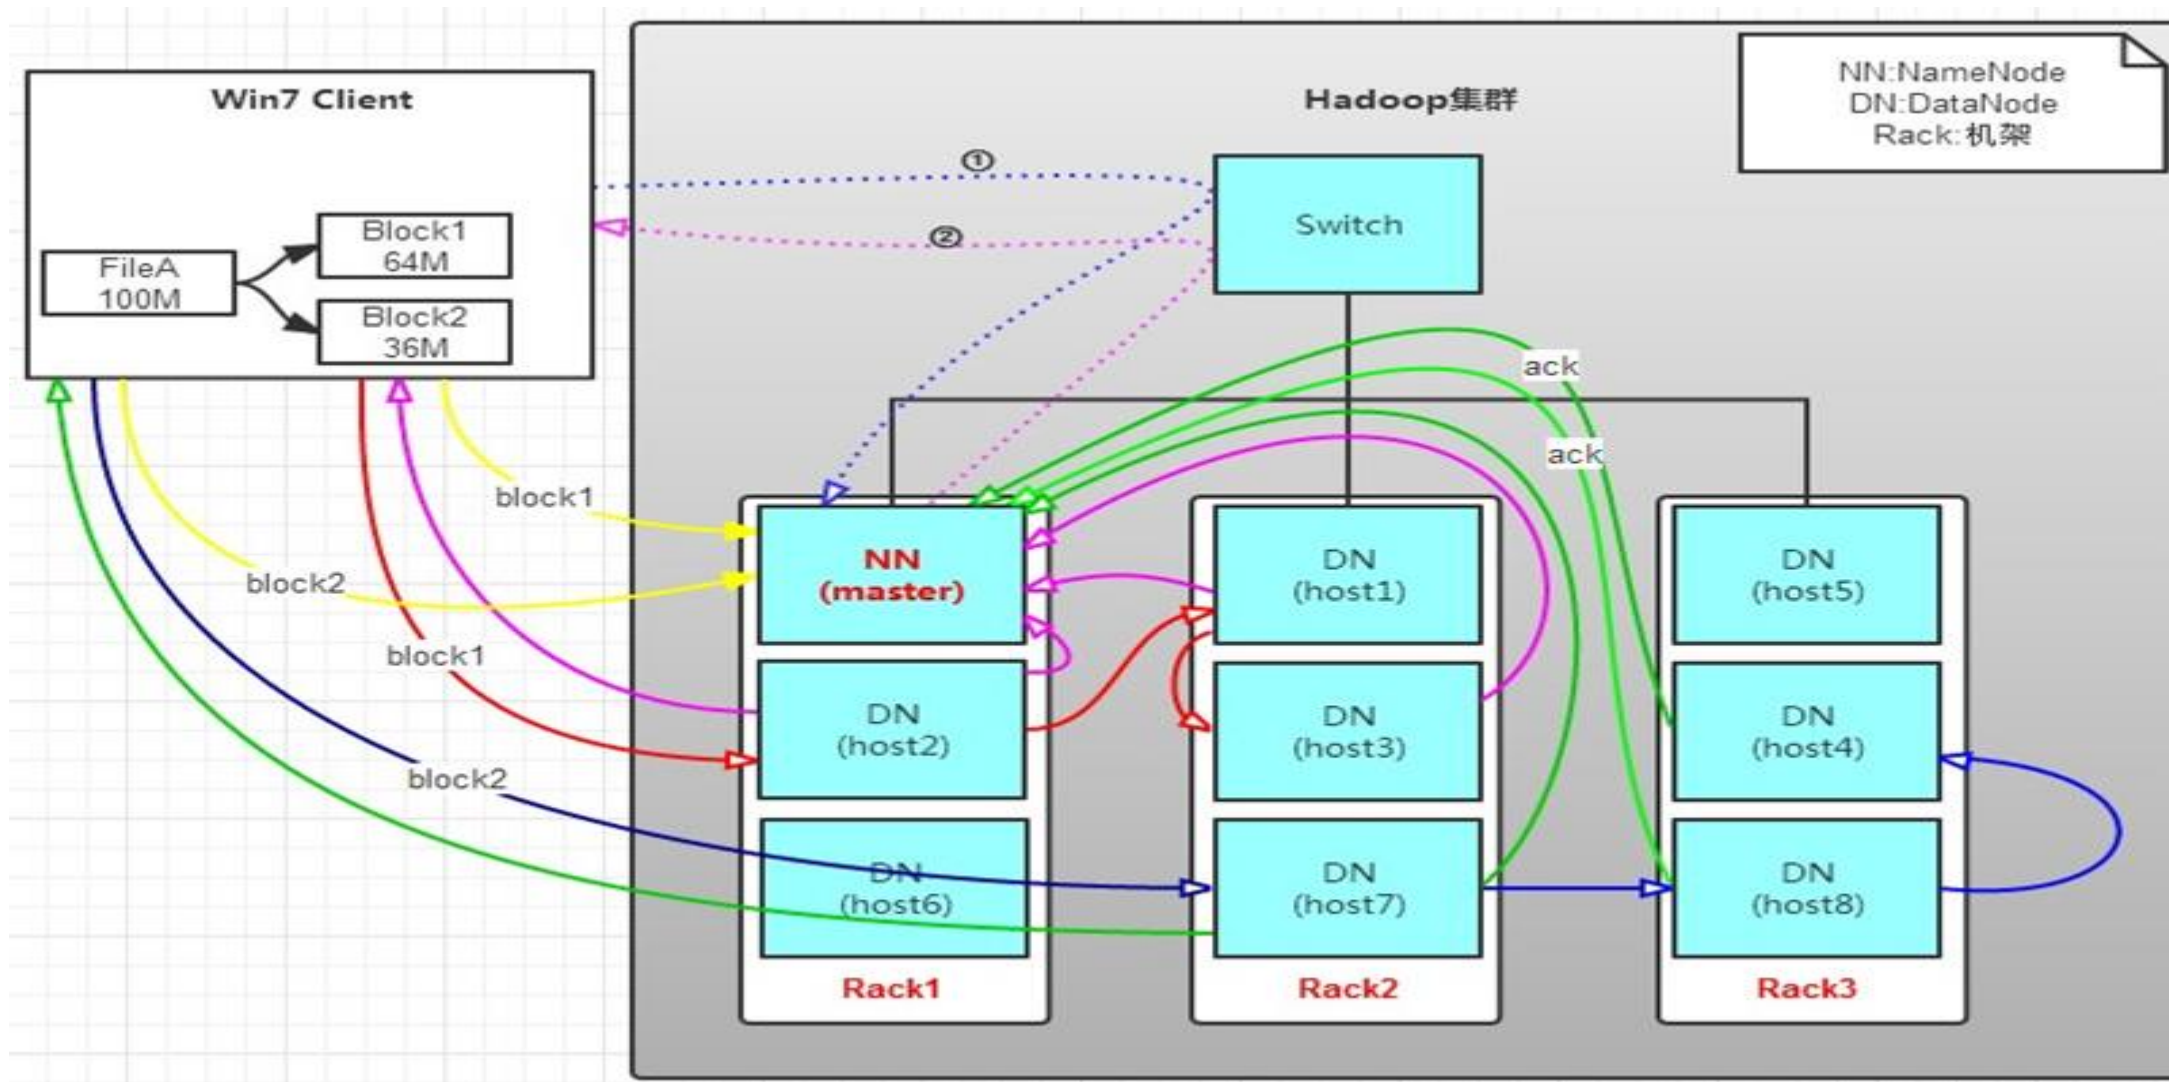 Win7 Client
FileA
100M
Block1
64M
Block2
36M
①
②
Hadoop集群
NN:NameNode
DN:DataNode
Rack:机架
Switch
ack
ack
block1
block2
block1
block2
NN
(master)
DN
(host2)
DN
(host6)
Rack1
DN
(host1)
DN
(host3)
DN
(host7)
Rack2
DN
(host5)
DN
(host4)
DN
(host8)
Rack3